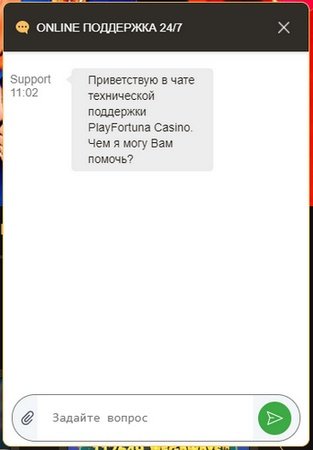 ONLINE ПОДДЕРЖКА 24/7
Support
11:02
Приветствую в чате
технической
поддержки
PlayFortuna Casino.
Чем я могу Вам
помочь?
Задайте вопрос